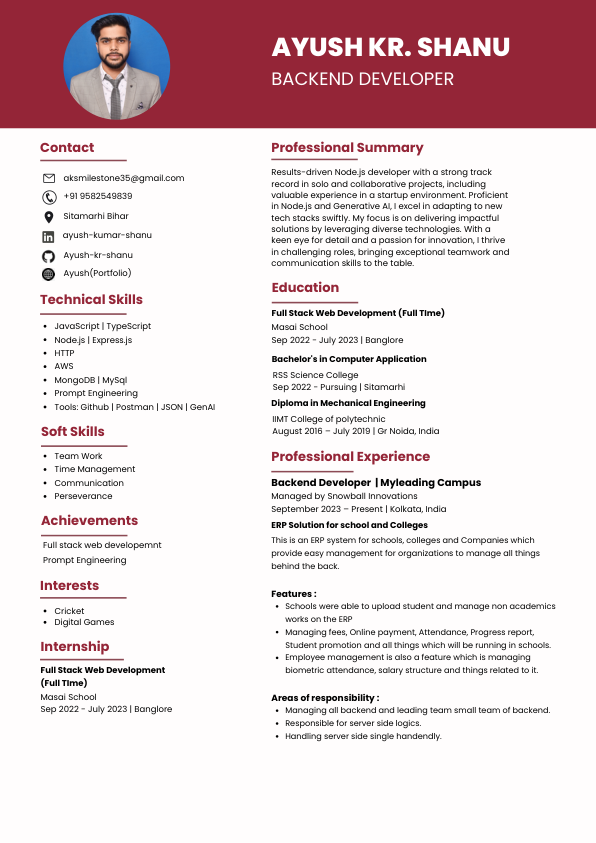 AYUSH KR. SHANU
BACKEND DEVELOPER
Contact
aksmilestone35@gmail.com
+91 9582549839
Sitamarhi Bihar
ayush-kumar-shanu
Ayush-kr-shanu
Ayush(Portfolio)
Technical Skills
• JavaScript | TypeScript
• Node.js | Express.js
• HTTP
• AWS
• MongoDB | MySql
• Prompt Engineering
• Tools: Github | Postman | JSON | GenAI
Soft Skills
• Team Work
• Time Management
• Communication
• Perseverance
Achievements
Full stack web developemnt
Prompt Engineering
Interests
• Cricket
• Digital Games
Internship
Full Stack Web Development
(Full TIme)
Masai School
Sep 2022 - July 2023 | Banglore
Professional Summary
Results-driven Node.js developer with a strong track
record in solo and collaborative projects, including
valuable experience in a startup environment. Proficient
in Node.js and Generative AI, I excel in adapting to new
tech stacks swiftly. My focus is on delivering impactful
solutions by leveraging diverse technologies. With a
keen eye for detail and a passion for innovation, I thrive
in challenging roles, bringing exceptional teamwork and
communication skills to the table.
Education
Full Stack Web Development (Full TIme)
Masai School
Sep 2022 - July 2023 | Banglore
Bachelor's in Computer Application
RSS Science College
Sep 2022 - Pursuing | Sitamarhi
Diploma in Mechanical Engineering
IIMT College of polytechnic
August 2016 – July 2019 | Gr Noida, India
Professional Experience
Backend Developer | Myleading Campus
Managed by Snowball Innovations
September 2023 – Present | Kolkata, India
ERP Solution for school and Colleges
This is an ERP system for schools, colleges and Companies which
provide easy management for organizations to manage all things
behind the back.
Features :
• Schools were able to upload student and manage non academics
works on the ERP
• Managing fees, Online payment, Attendance, Progress report,
Student promotion and all things which will be running in schools.
• Employee management is also a feature which is managing
biometric attendance, salary structure and things related to it.
Areas of responsibility :
• Managing all backend and leading team small team of backend.
• Responsible for server side logics.
• Handling server side single handendly.